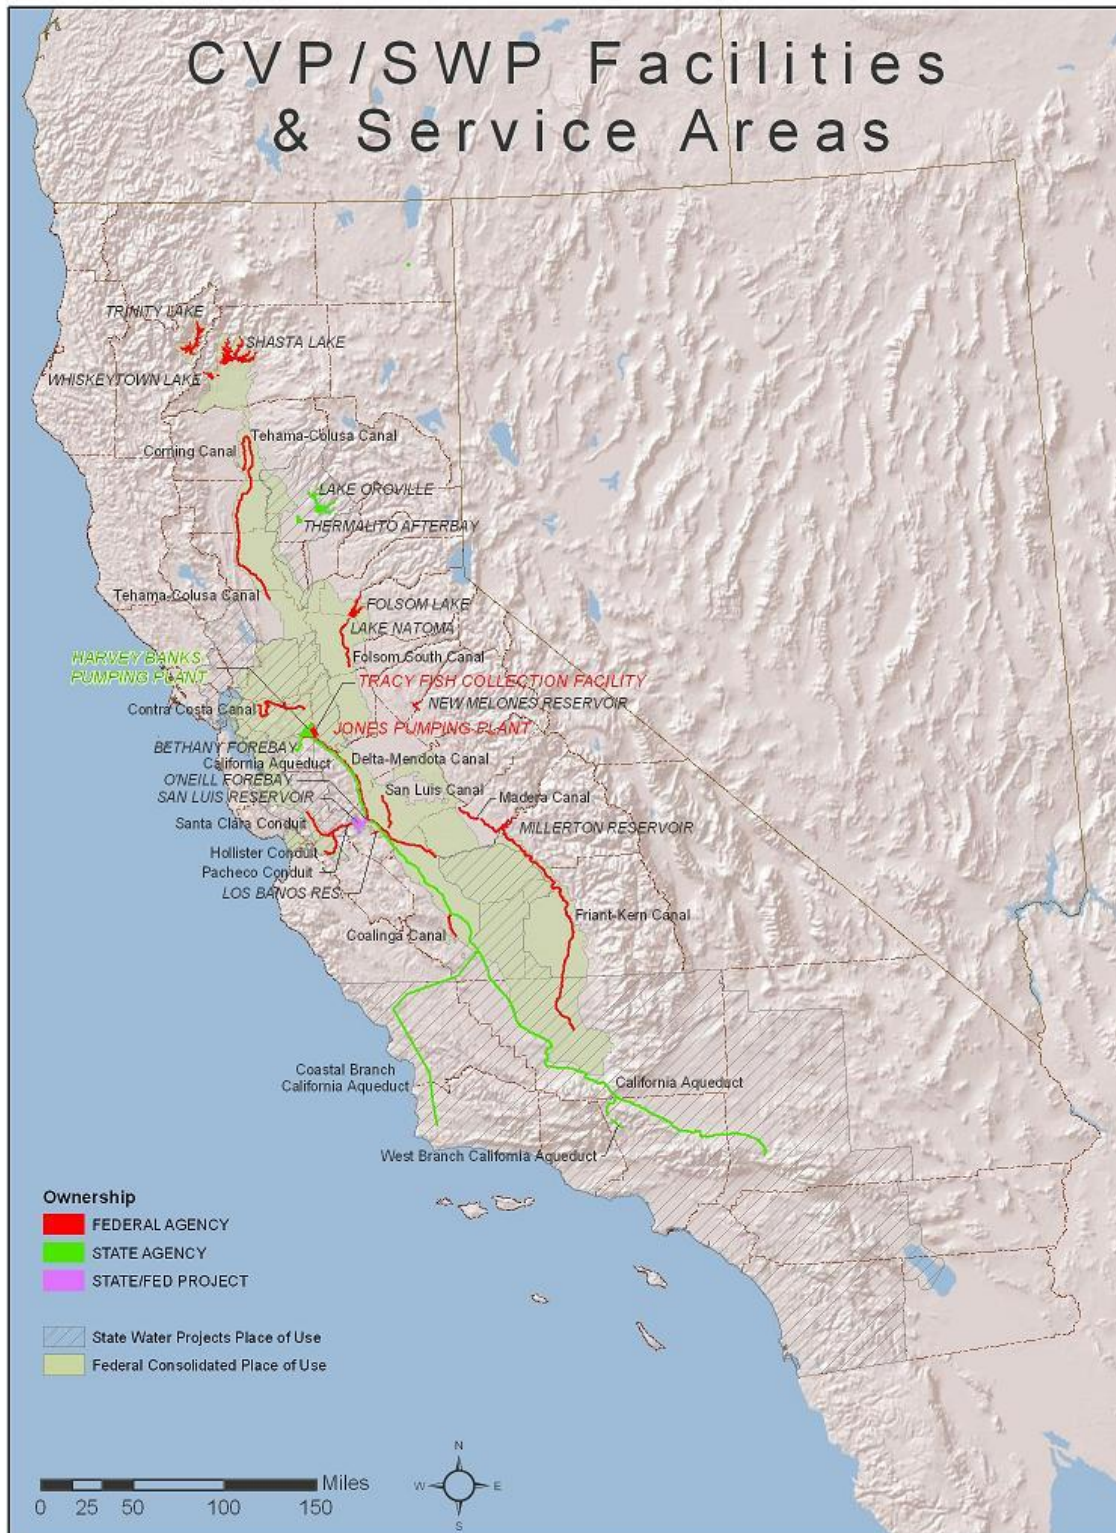 CVP/SWP Facilities
& Service Areas
TRINITY LAKE
SHASTA LAKE
WHISKEYTOWN LAKE
Tehama-Colusa Canal
Corning Canal
LAKE OROVILLE
THERMALITO AFTERBAY
Tehama-Colusa Canal
FOLSOM LAKE
LAKE NATOMA
Folsom South Canal
HARVEY BANKS
PUMPING PLANT
TRACY FISH COLLECTION FACILITY
NEW MELONES RESERVOIR
Contra Costa Canal
JONES PUMPING PLANT
BETHANY FOREBAY
California Aqueduct
Delta-Mendota Canal
O'NEILL FOREBAY
SAN LUIS RESERVOIR
San Luis Canal
Madera Canal
Santa Clara Conduit
MILLERTON RESERVOIR
Hollister Conduit
Pacheco Conduit
LOS BANOS RES.
Friant-Kern Canal
Coalinga Canal
Coastal Branch
California Aqueduct
California Aqueduct
West Branch California Aqueduct
Ownership
FEDERAL AGENCY
STATE AGENCY
STATE/FED PROJECT
State Water Projects Place of Use
Federal Consolidated Place of Use
Miles
0 25 50 100 150
N
W E
S